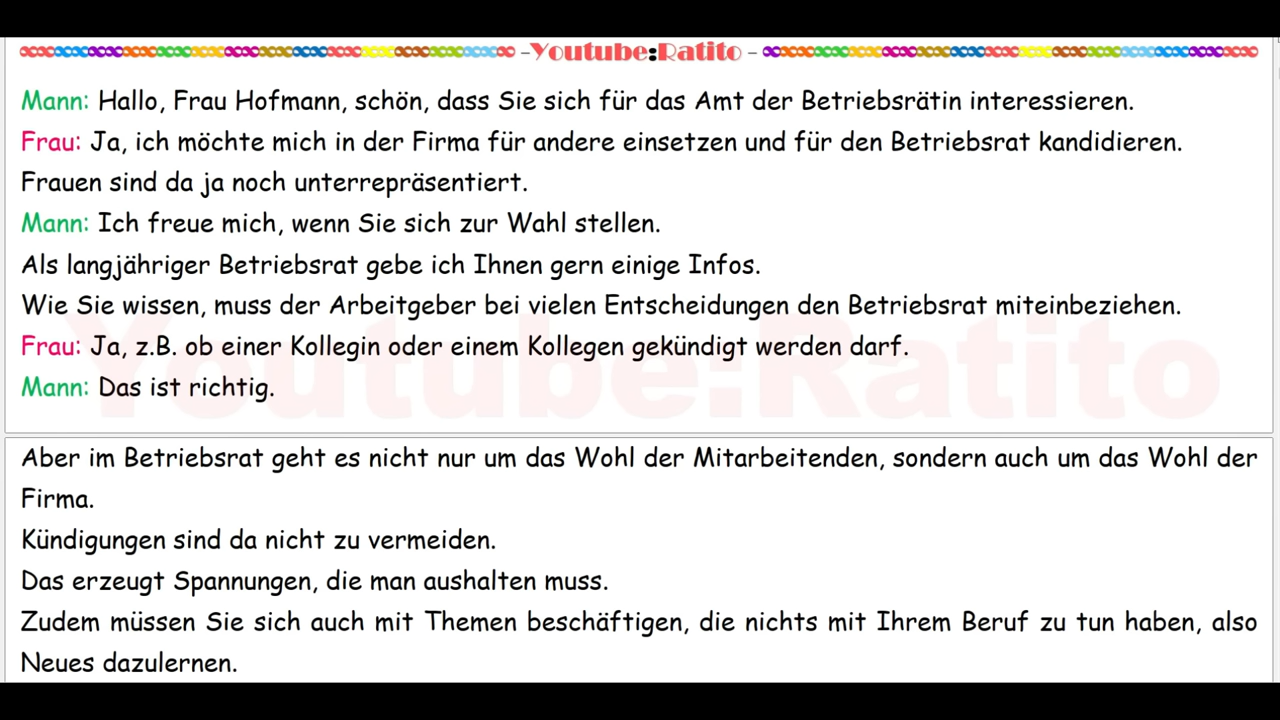 -Youtube:Ratito -
Mann: Hallo, Frau Hofmann, schön, dass Sie sich für das Amt der Betriebsrätin interessieren.
Frau: Ja, ich möchte mich in der Firma für andere einsetzen und für den Betriebsrat kandidieren.
Frauen sind da ja noch unterrepräsentiert.
Mann: Ich freue mich, wenn Sie sich zur Wahl stellen.
Als langjähriger Betriebsrat gebe ich Ihnen gern einige Infos.
Wie Sie wissen, muss der Arbeitgeber bei vielen Entscheidungen den Betriebsrat miteinbeziehen.
Frau: Ja, z.B. ob einer Kollegin oder einem Kollegen gekündigt werden darf.
Mann: Das ist richtig.
Youtube:Ratito
Aber im Betriebsrat geht es nicht nur um das Wohl der Mitarbeitenden, sondern auch um das Wohl der
Firma.
Kündigungen sind da nicht zu vermeiden.
Das erzeugt Spannungen, die man aushalten muss.
Zudem müssen Sie sich auch mit Themen beschäftigen, die nichts mit Ihrem Beruf zu tun haben, also
Neues dazulernen.